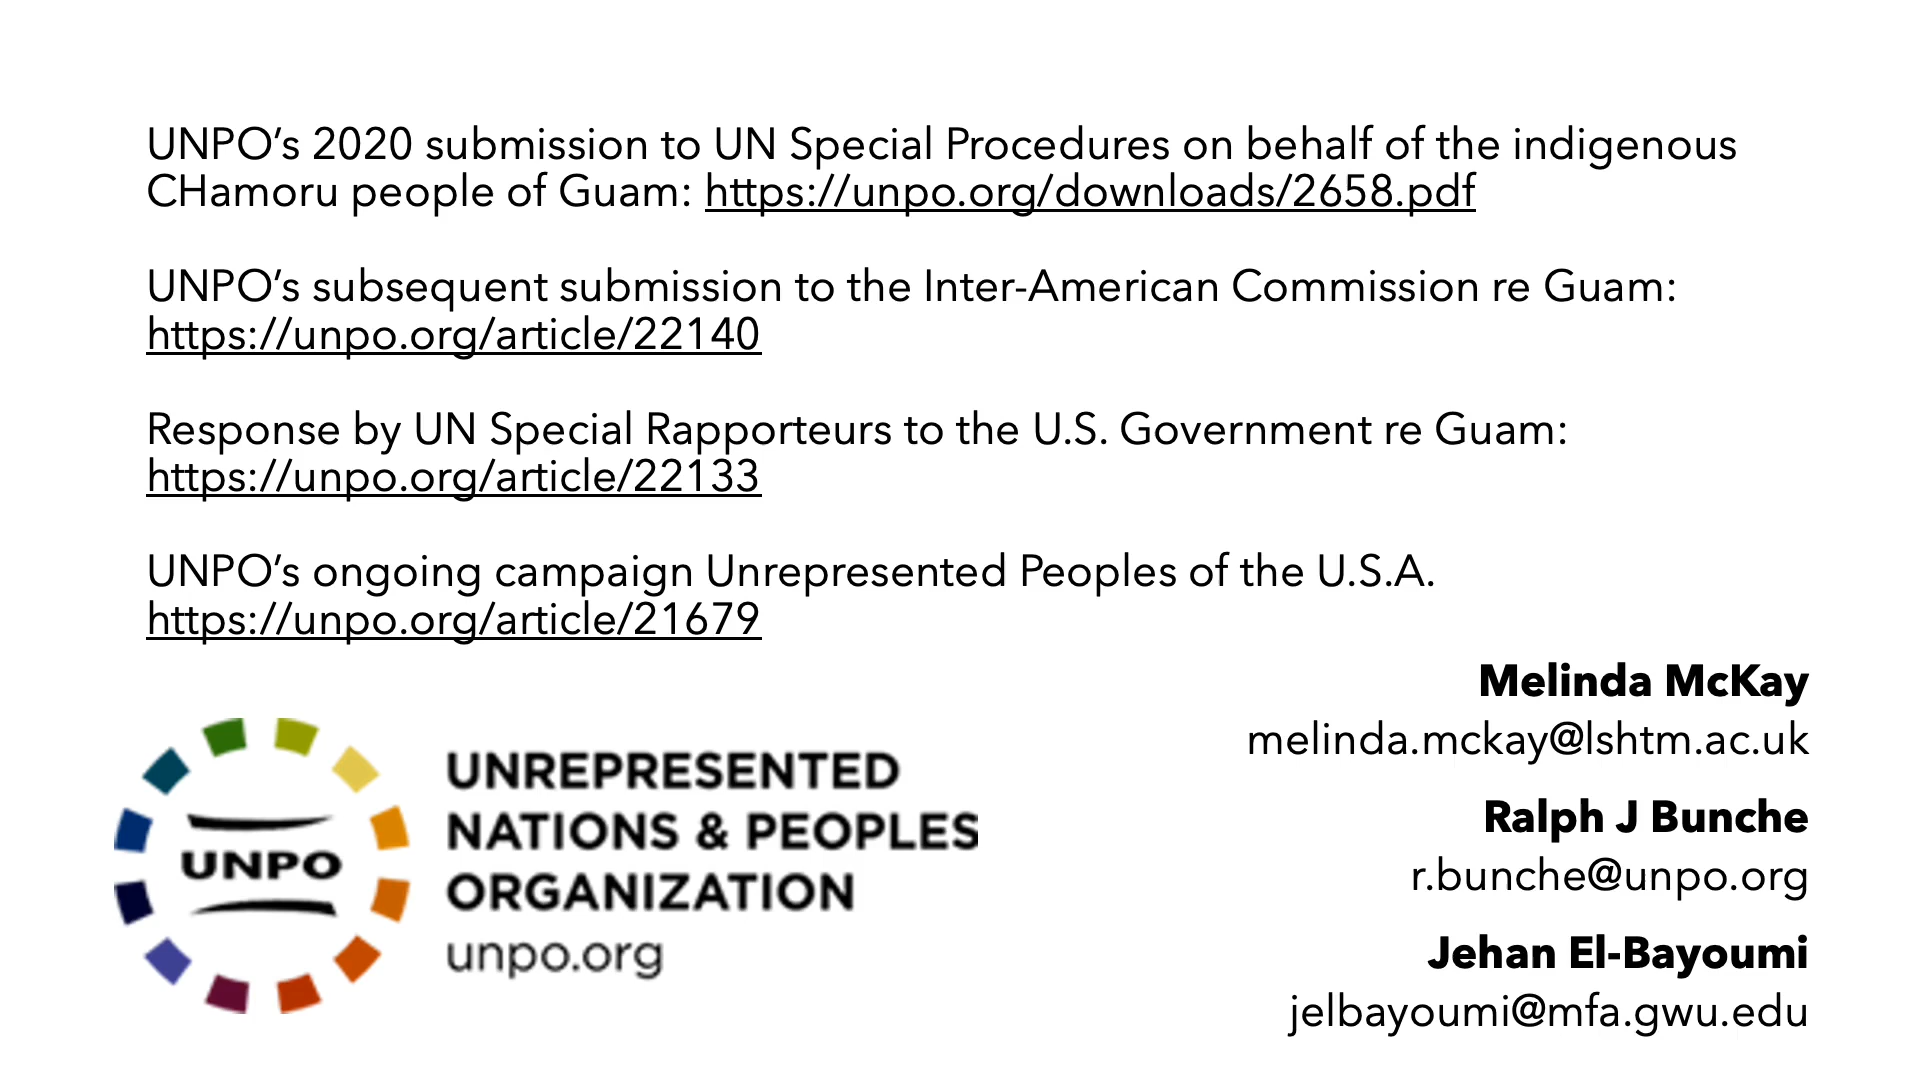 UNPO’s 2020 submission to UN Special Procedures on behalf of the indigenous
CHamoru people of Guam: https://unpo.org/downloads/2658.pdf
UNPO’s subsequent submission to the Inter-American Commission re Guam:
https://unpo.org/article/22140
Response by UN Special Rapporteurs to the U.S. Government re Guam:
https://unpo.org/article/22133
UNPO’s ongoing campaign Unrepresented Peoples of the U.S.A.
https://unpo.org/article/21679
UNPO
UNREPRESENTED
NATIONS & PEOPLES
ORGANIZATION
unpo.org
Melinda McKay
melinda.mckay@lshtm.ac.uk
Ralph J Bunche
r.bunche@unpo.org
Jehan El-Bayoumi
jelbayoumi@mfa.gwu.edu